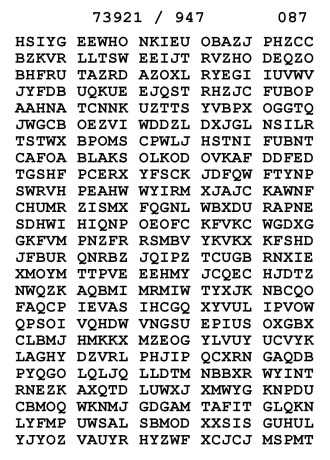 73921 / 947 087
HSIYG EEWHO NKIEU OBAZJ PHZCC
BZKVR LLTSW EEIJT RVZHO DEQZO
BHFRU TAZRD AZOXL RYEGI IUVWV
JYFDB UQKUE EJQST RHZJC FUBOP
AAHNA TCNNK UZTTS YVBPX OGGTQ
JWGCB OEZVI WDDZL DXJGL NSILR
TSTWX BPOMS CPWLJ HSTNI FUBNT
CAFOA BLAKS OLKOD OVKAF DDFED
TGSHF PCERX YFSCK JDFQW FTYNP
SWRVH PEAHW WYIRM XJAJC KAWNF
CHUMR ZISMX FQGNL WBXDU RAPNE
SDHWI HIQNP OEOFC KFVKC WGDXG
GKFVM PNZFR RSMBV YKVKX KFSHD
JFBUR QNRBZ JQIPZ TCUGB RNXIE
XMOYM TTPVE EEHMY JCQEC HJDTZ
NWQZK AQBMI MRMIW TYXJK NBCQO
FAQCP IEVAS IHCGQ XYVUL IPVOW
QPSOI VQHDW VNGSU EPIUS OXGBX
CLBMJ HMKKX MZEOG YLVUY UCVYK
LAGHY DZVRL PHJIP QCXRN GAQDB
PYQGO LQLJQ LLDTM NBBXR WYINT
RNEZK AXQTD LUWXJ XMWYG KNPDU
CBMOQ WKNMJ GDGAM TAFIT GLQKN
LYFMP UWSAL SBMOD XXSIS GUHUL
YJYOZ VAUYR HYZWF XCJCJ MSPMT